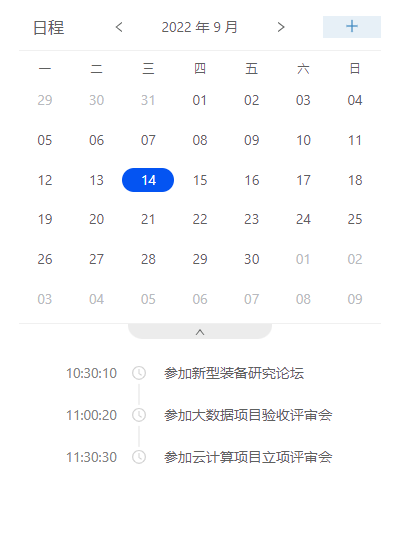 日程 2022 年 9 月
一 二 三 四 五 六 日
29 30 31 01 02 03 04
05 06 07 08 09 10 11
12 13 14 15 16 17 18
19 20 21 22 23 24 25
26 27 28 29 30 01 02
03 04 05 06 07 08 09
10:30:10 参加新型装备研究论坛
11:00:20 参加大数据项目验收评审会
11:30:30 参加云计算项目立项评审会